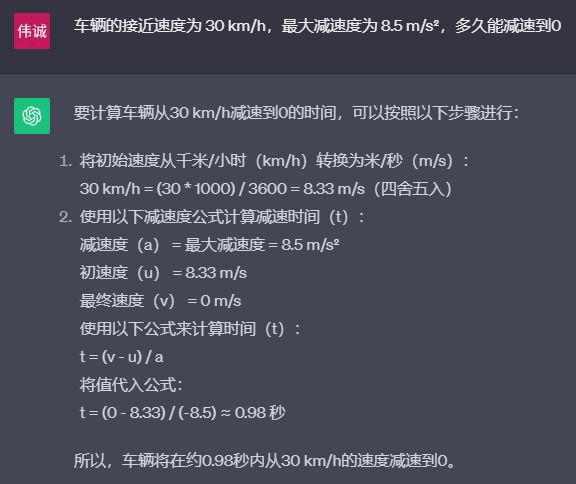 伟诚
车辆的接近速度为 30 km/h，最大减速度为 8.5 m/s²，多久能减速到0
要计算车辆从30 km/h减速到0的时间，可以按照以下步骤进行：
1. 将初始速度从千米/小时（km/h）转换为米/秒（m/s）：
30 km/h = (30 * 1000) / 3600 = 8.33 m/s（四舍五入）
2. 使用以下减速度公式计算减速时间（t）：
减速度（a） = 最大减速度 = 8.5 m/s²
初速度（u） = 8.33 m/s
最终速度（v） = 0 m/s
使用以下公式来计算时间（t）：
t = (v - u) / a
将值代入公式：
t = (0 - 8.33) / (-8.5) ≈ 0.98 秒
所以，车辆将在约0.98秒内从30 km/h的速度减速到0。